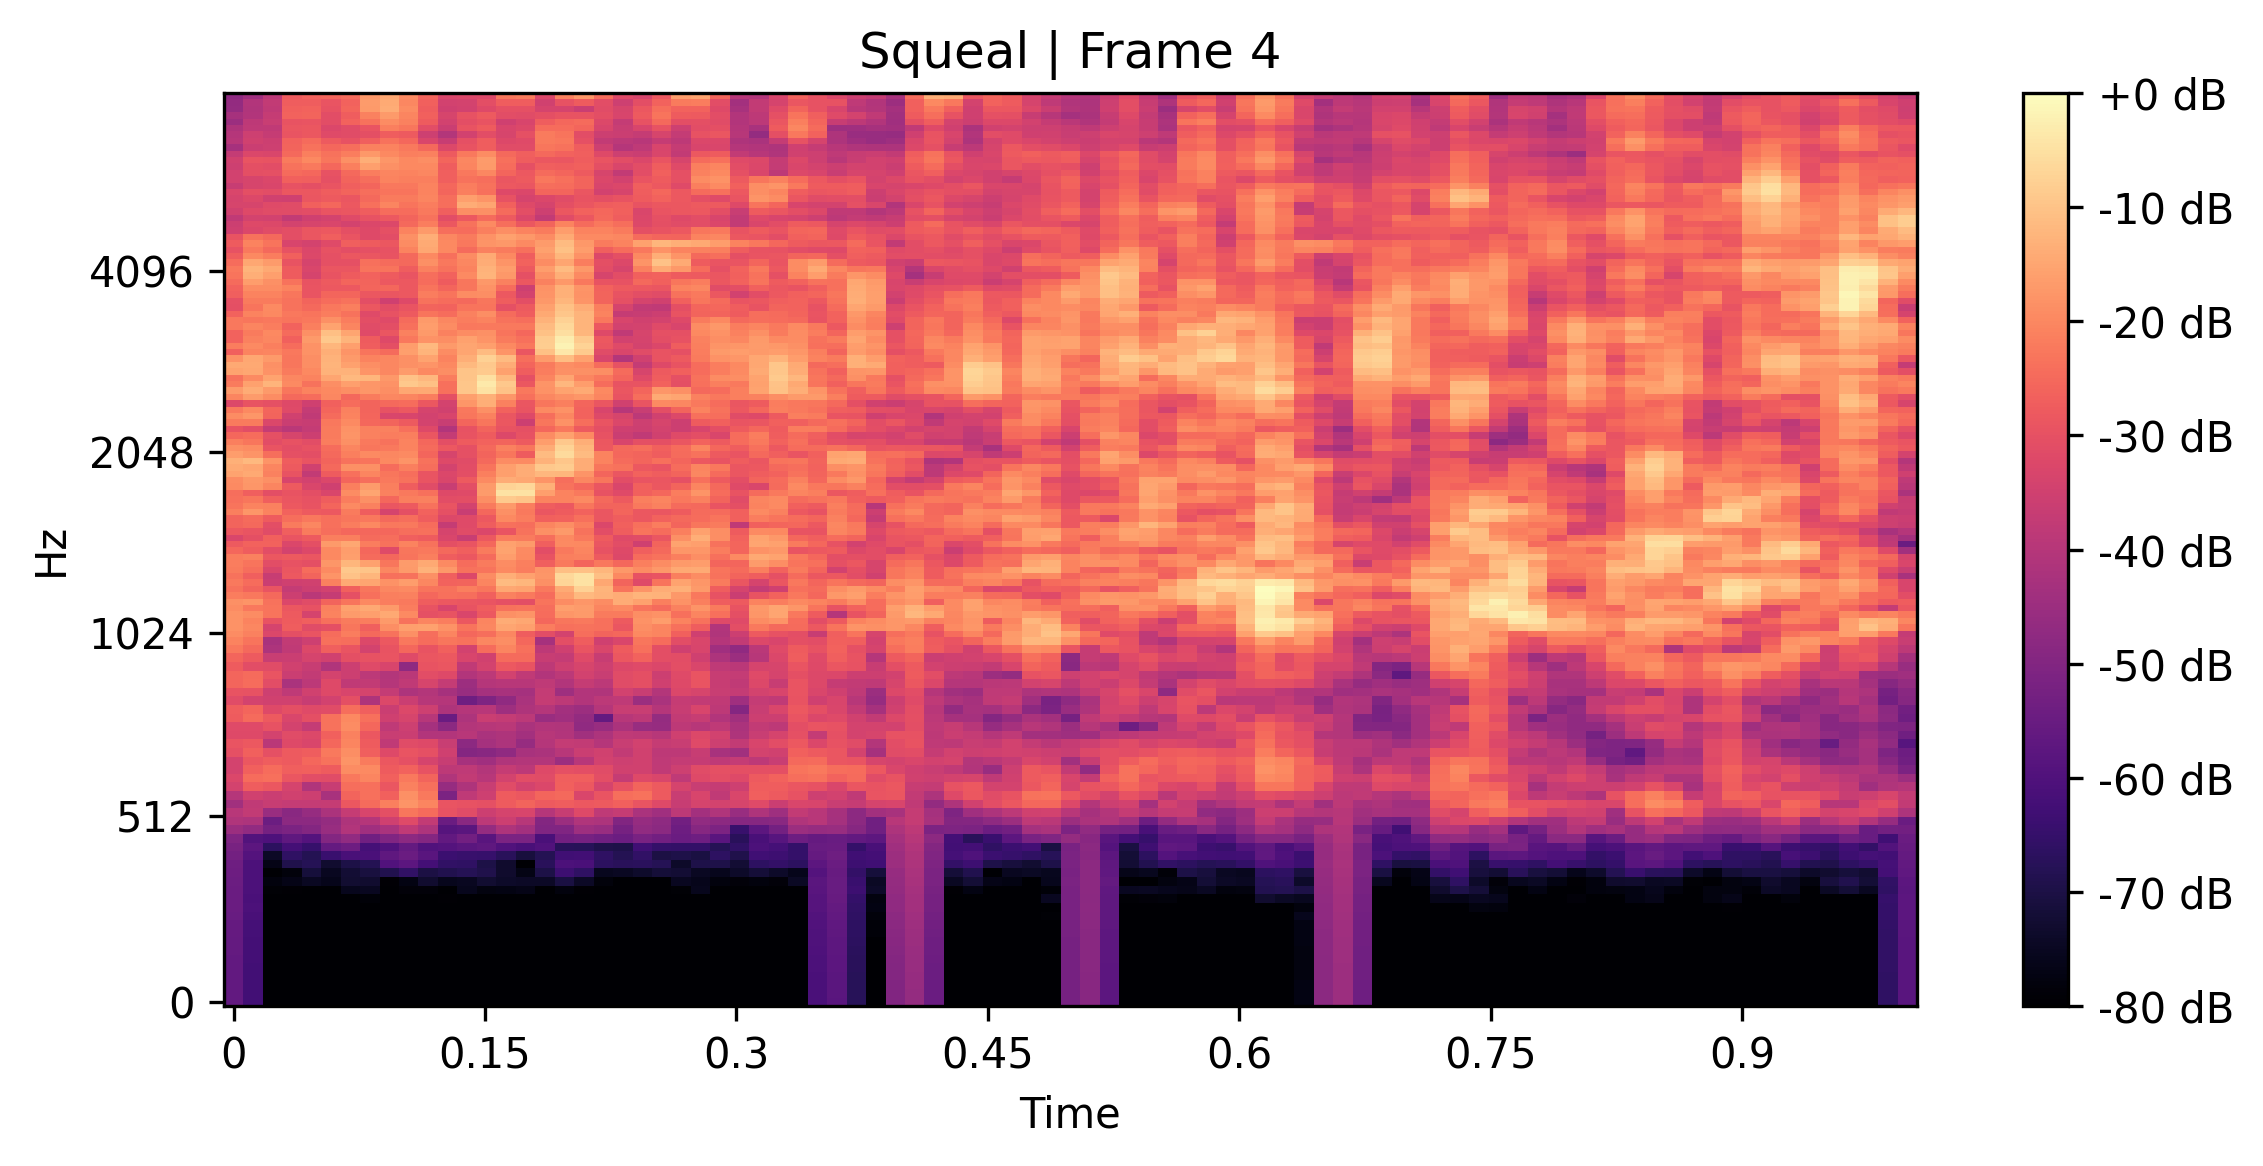 Squeal | Frame 4
+0 dB
-10 dB
-20 dB
-30 dB
-40 dB
-50 dB
-60 dB
-70 dB
-80 dB
Hz
4096
2048
1024
512
0
0 0.15 0.3 0.45 0.6 0.75 0.9
Time